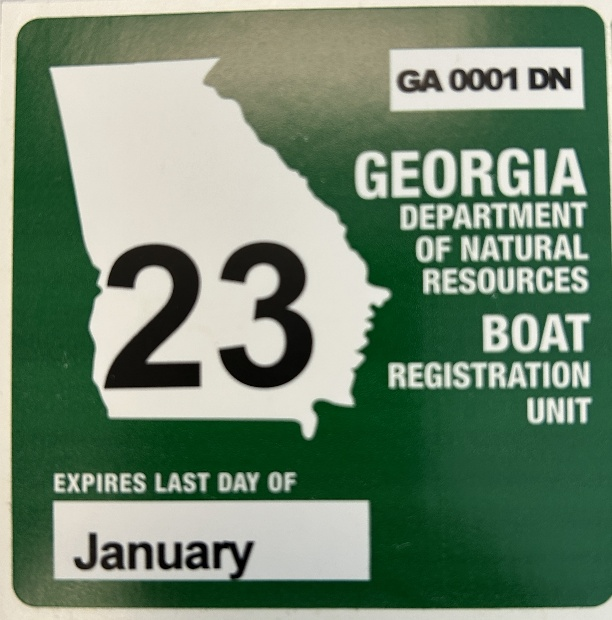 GA 0001 DN
GEORGIA
DEPARTMENT
OF NATURAL
RESOURCES
BOAT
REGISTRATION
UNIT
23
EXPIRES LAST DAY OF
January